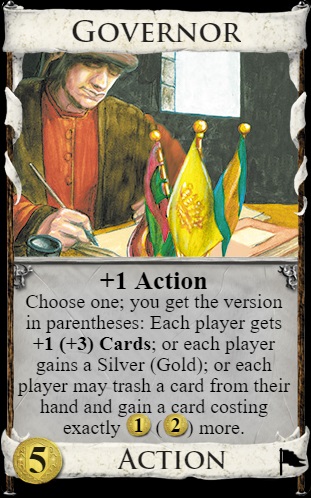 GOVERNOR
+1 Action
Choose one; you get the version
in parentheses: Each player gets
+1 (+3) Cards; or each player
gains a Silver (Gold); or each
player may trash a card from their
hand and gain a card costing
exactly 1 (2) more.
5 ACTION